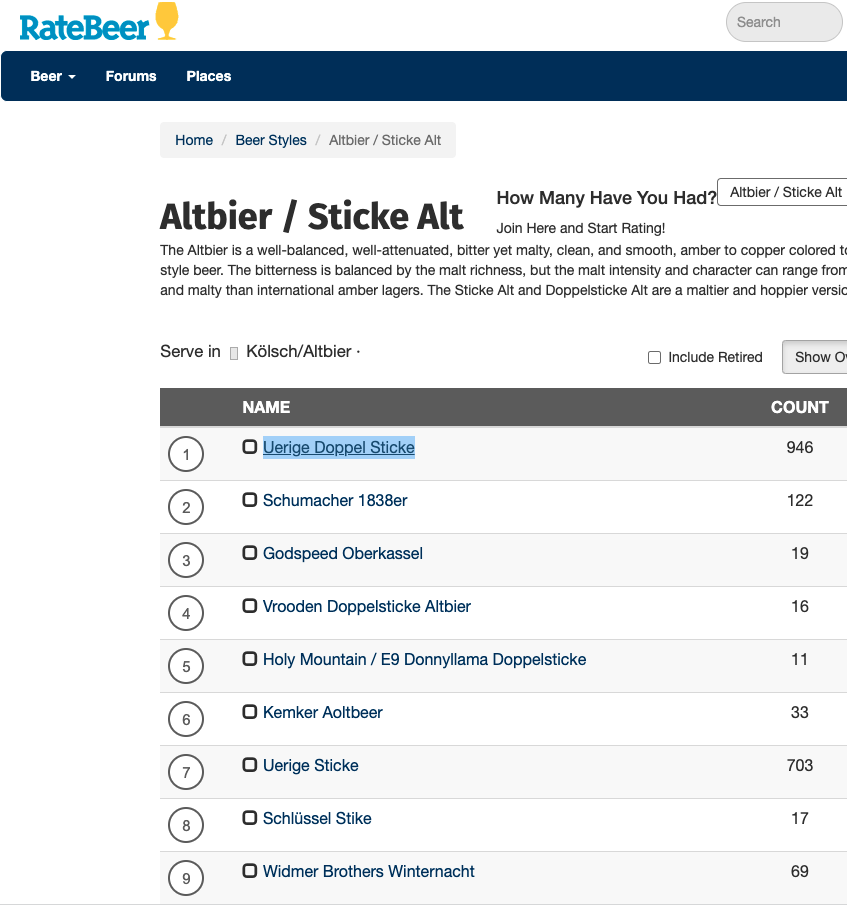 RateBeer
Search
Beer Forums Places
Home / Beer Styles / Altbier / Sticke Alt
Altbier / Sticke Alt
How Many Have You Had?
Altbier / Sticke Alt
Join Here and Start Rating!
The Altbier is a well-balanced, well-attenuated, bitter yet malty, clean, and smooth, amber to copper colored
style beer. The bitterness is balanced by the malt richness, but the malt intensity and character can range from
and malty than international amber lagers. The Sticke Alt and Doppelsticke Alt are a maltier and hoppier
Serve in Kölsch/Altbier ·
Include Retired
Show
NAME COUNT
1 Uerige Doppel Sticke 946
2 Schumacher 1838er 122
3 Godspeed Oberkassel 19
4 Vrooden Doppelsticke Altbier 16
5 Holy Mountain / E9 Donnyllama Doppelsticke 11
6 Kemker Aoltbeer 33
7 Uerige Sticke 703
8 Schlüssel Stike 17
9 Widmer Brothers Winternacht 69